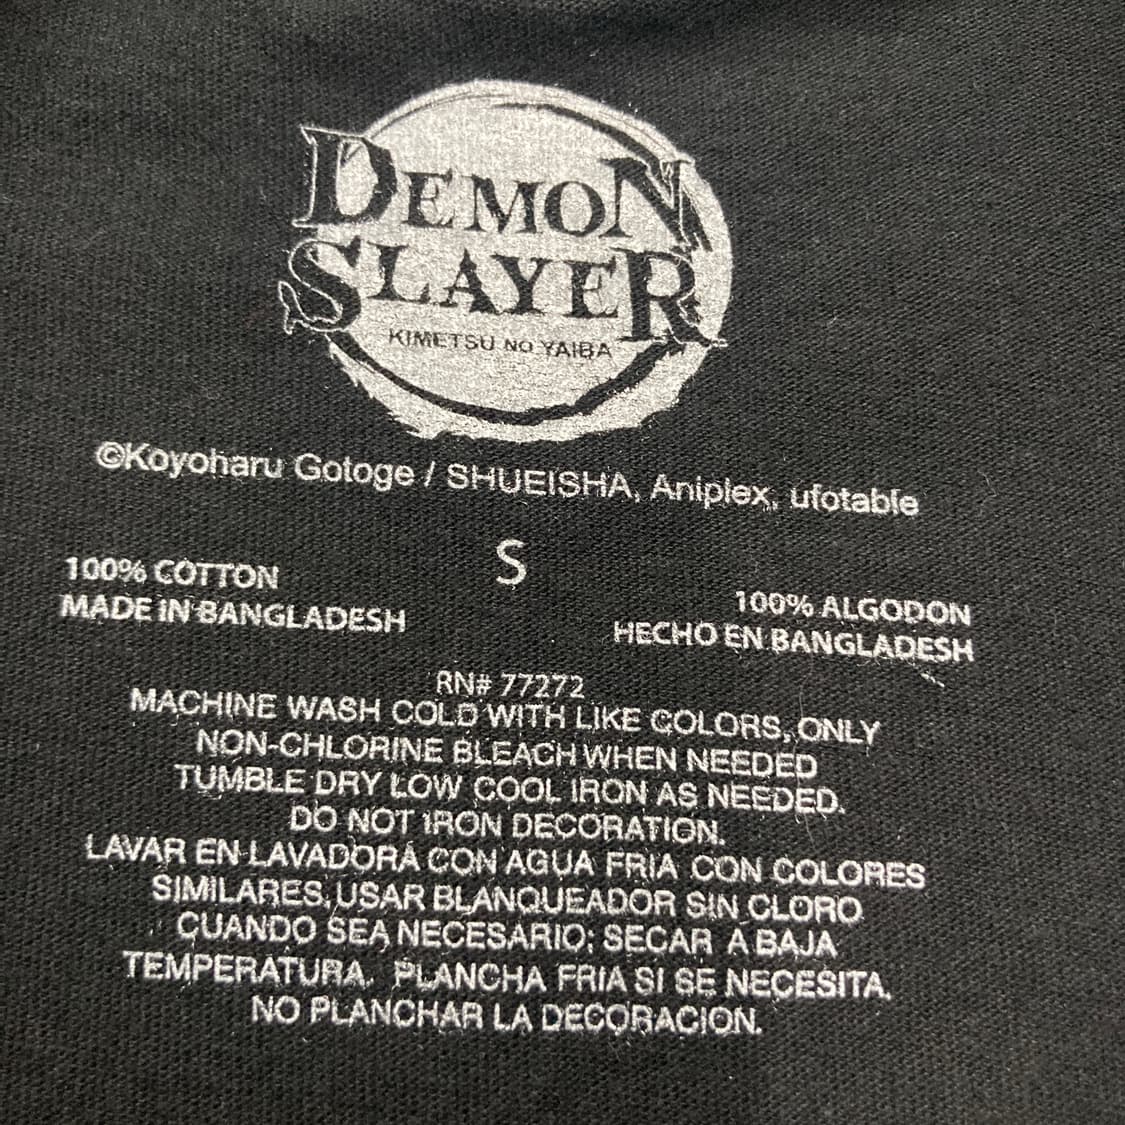 DEMON
SLAYER
KIMETSU NO YAIBA
©Koyoharu Gotoge / SHUEISHA, Aniplex, ufotable
S
100% COTTON
MADE IN BANGLADESH
100% ALGODON
HECHO EN BANGLADESH
RN# 77272
MACHINE WASH COLD WITH LIKE COLORS, ONLY
NON-CHLORINE BLEACH WHEN NEEDED
TUMBLE DRY LOW COOL IRON AS NEEDED.
DO NOT IRON DECORATION.
LAVAR EN LAVADORA CON AGUA FRIA CON COLORES
SIMILARES, USAR BLANQUEADOR SIN CLORO
CUANDO SEA NECESARIO; SECAR A BAJA
TEMPERATURA. PLANCHA FRIA SI SE NECESITA.
NO PLANCHAR LA DECORACION.